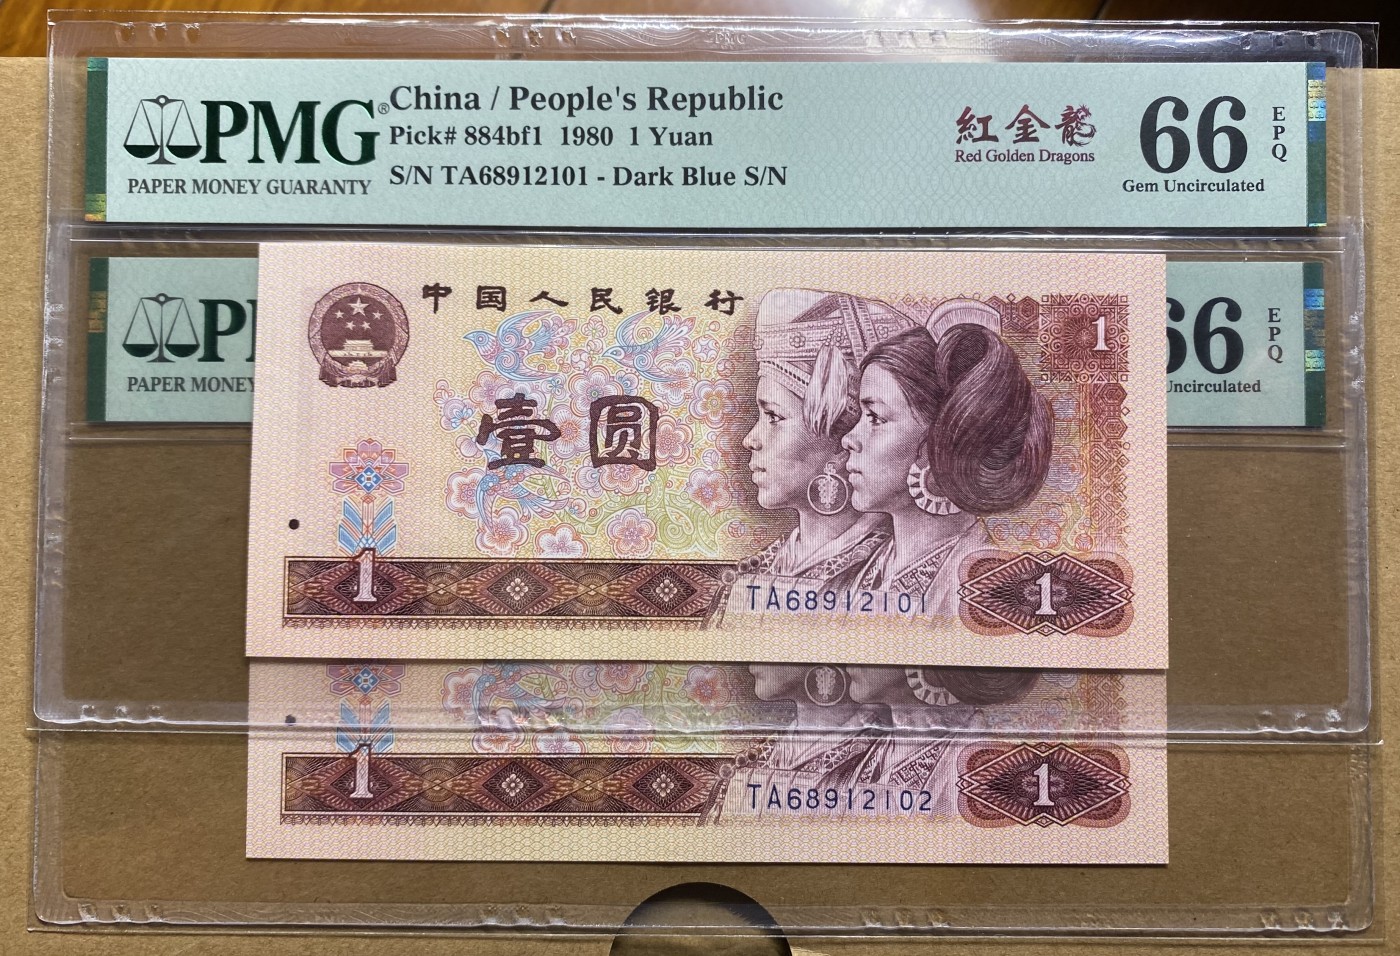 PMG®
PAPER MONEY GUARANTY
China / People's Republic
Pick# 884bf1 1980 1 Yuan
S/N TA68912101 - Dark Blue S/N
紅金龍
Red Golden Dragons
66 EPQ
Gem Uncirculated
PAPER MONEY
66 EPQ
Uncirculated
中国人民银行
1
壹圆
1
TA68912101
1
1
TA68912102
1